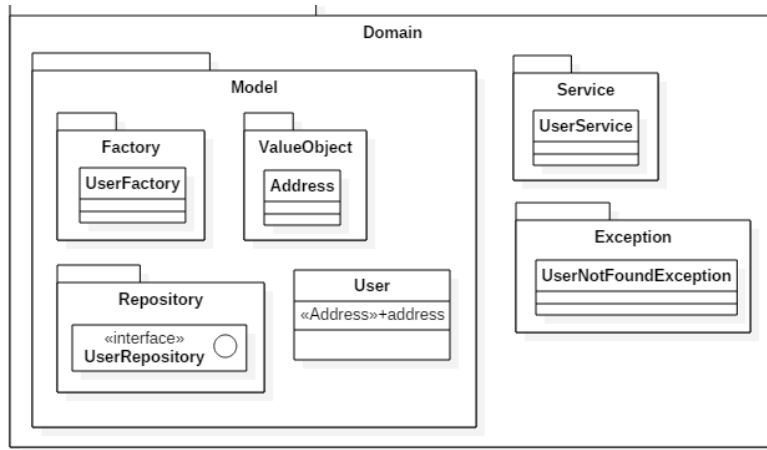 Domain
Model
Factory
UserFactory
ValueObject
Address
Repository
«interface»
UserRepository
User
«Address»+address
Service
UserService
Exception
UserNotFoundException